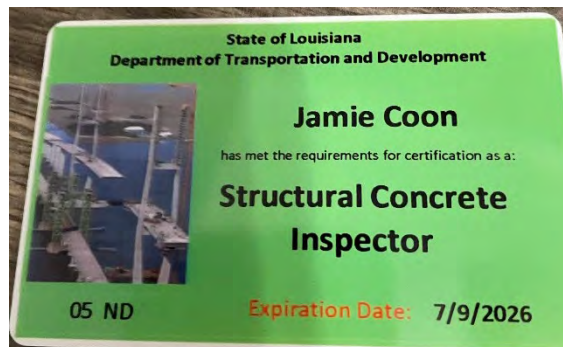 State of Louisiana
Department of Transportation and Development
Jamie Coon
has met the requirements for certification as a:
Structural Concrete
Inspector
05 ND
Expiration Date: 7/9/2026